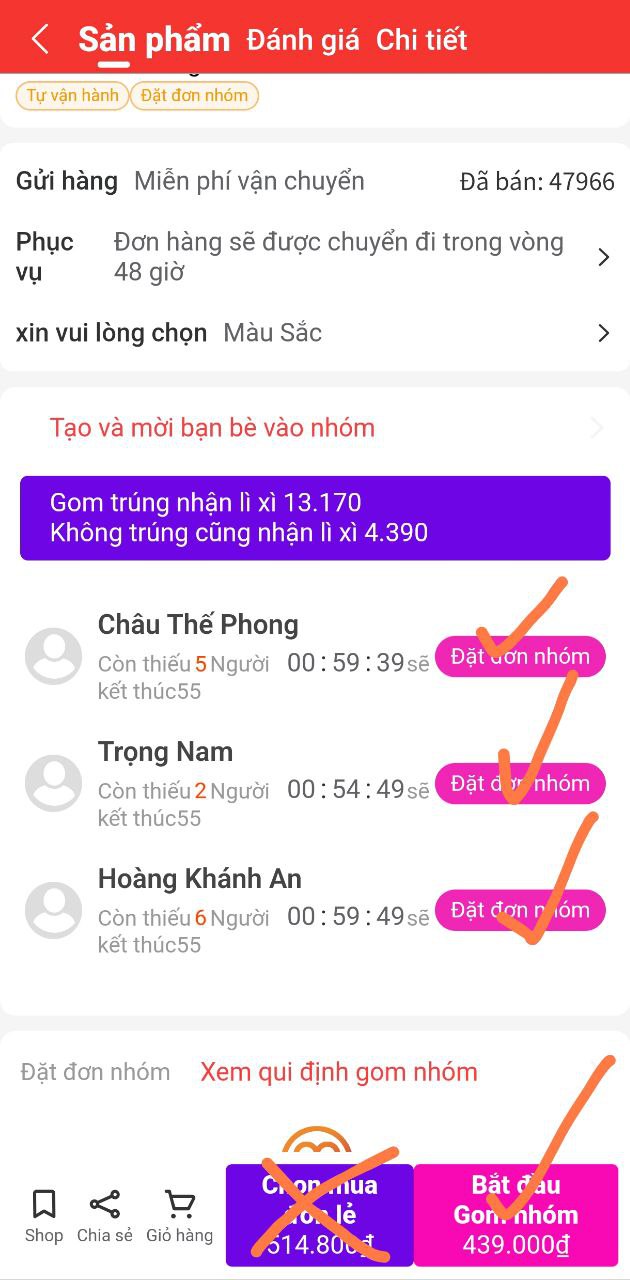 Sản phẩm Đánh giá Chi tiết
Tự vận hành Đặt đơn nhóm
Gửi hàng Miễn phí vận chuyển Đã bán: 47966
Phục vụ Đơn hàng sẽ được chuyển đi trong vòng
48 giờ
xin vui lòng chọn Màu Sắc
Tạo và mời bạn bè vào nhóm
Gom trúng nhận lì xì 13.170
Không trúng cũng nhận lì xì 4.390
Châu Thế Phong
Còn thiếu 5 Người 00 : 59 : 39 sẽ Đặt đơn nhóm
kết thúc55
Trọng Nam
Còn thiếu 2 Người 00 : 54 : 49 sẽ Đặt đơn nhóm
kết thúc55
Hoàng Khánh An
Còn thiếu 6 Người 00 : 59 : 49 sẽ Đặt đơn nhóm
kết thúc55
Đặt đơn nhóm Xem qui định gom nhóm
Shop Chia sẻ Giỏ hàng
Chọn mua
đơn lẻ
514.800₫
Bắt đầu
Gom nhóm
439.000₫